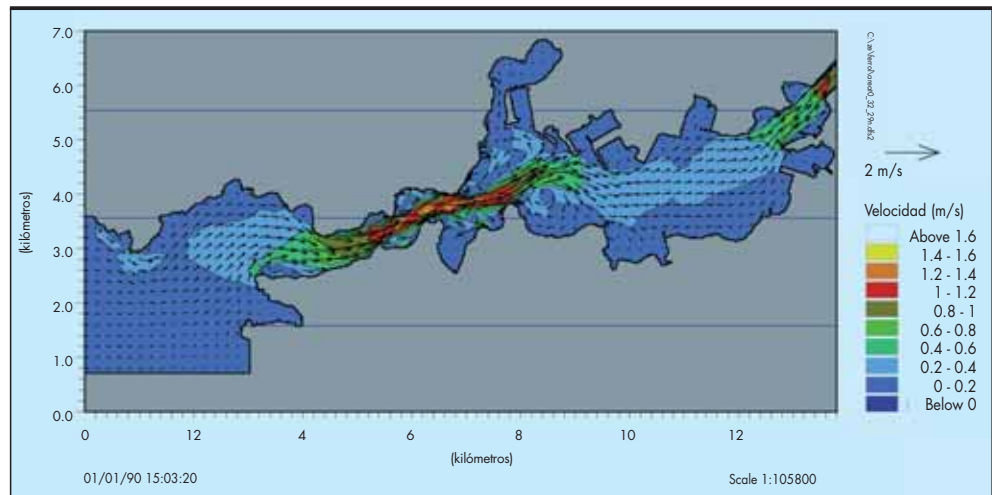 7.0
6.0
5.0
4.0
3.0
2.0
1.0
0.0
(kilómetros)
0
12
4
6
8
10
12
(kilómetros)
01/01/90 15:03:20
Scale 1:105800
2 m/s
Velocidad (m/s)
Above 1.6
1.4 - 1.6
1.2 - 1.4
1 - 1.2
0.8 - 1
0.6 - 0.8
0.4 - 0.6
0.2 - 0.4
0 - 0.2
Below 0